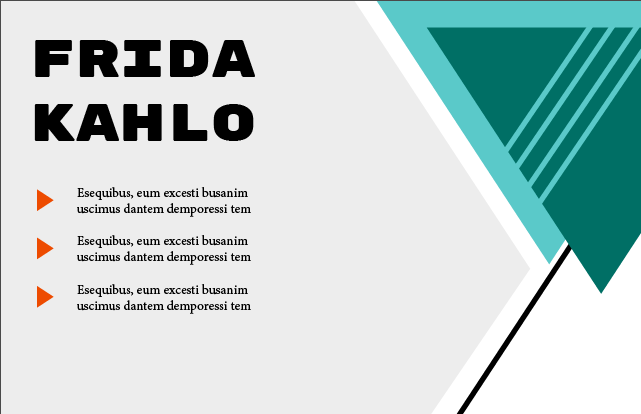 FRIDA
KAHLO
Esequibus, eum excesti busanim
uscimus dantem demporessi tem
Esequibus, eum excesti busanim
uscimus dantem demporessi tem
Esequibus, eum excesti busanim
uscimus dantem demporessi tem